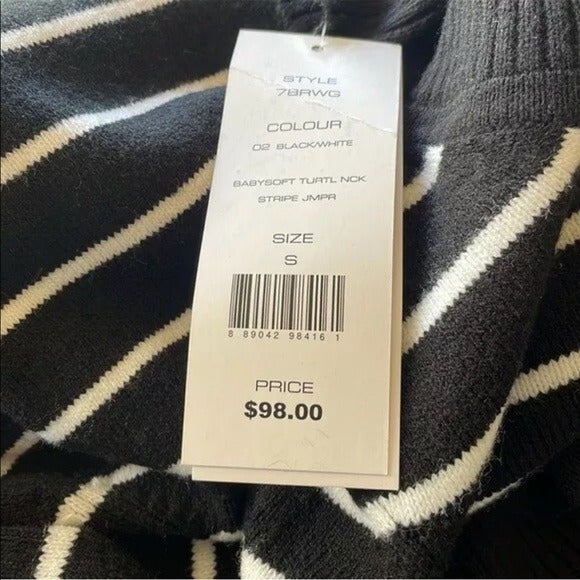 STYLE
78RWG
COLOUR
02 BLACK/WHITE
BABYSOFT TURTL NCK
STRIPE JMPR
SIZE
S
8 89042 98416 1
PRICE
$98.00